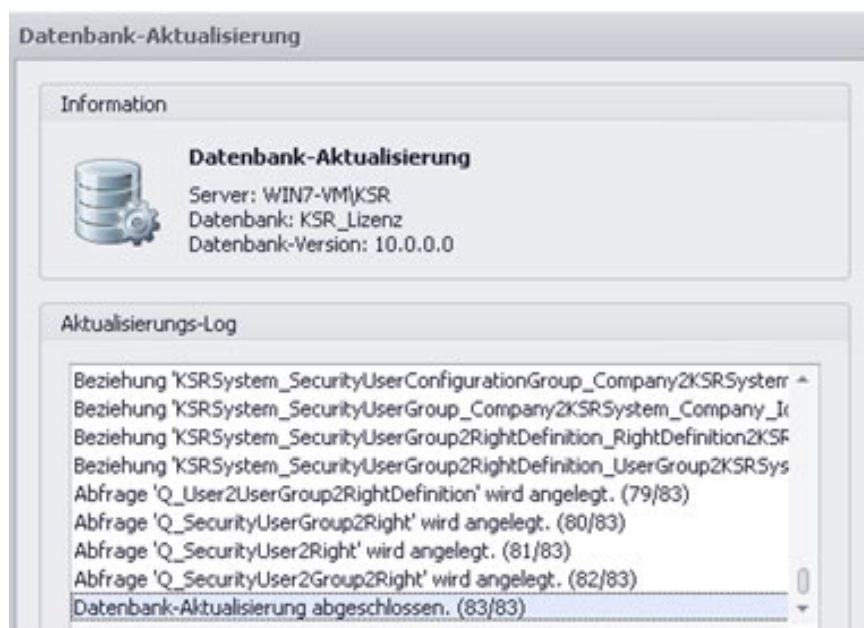 Datenbank-Aktualisierung
Information
Datenbank-Aktualisierung
Server: WIN7-VM\KSR
Datenbank: KSR_Lizenz
Datenbank-Version: 10.0.0.0
Aktualisierungs-Log
Beziehung 'KSRSystem_SecurityUserConfigurationGroup_Company2KSRSystem
Beziehung 'KSRSystem_SecurityUserGroup_Company2KSRSystem_Company_Id
Beziehung 'KSRSystem_SecurityUserGroup2RightDefinition_RightDefinition2KSR
Beziehung 'KSRSystem_SecurityUserGroup2RightDefinition_UserGroup2KSRSys
Abfrage 'Q_User2UserGroup2RightDefinition' wird angelegt. (79/83)
Abfrage 'Q_SecurityUserGroup2Right' wird angelegt. (80/83)
Abfrage 'Q_SecurityUser2Right' wird angelegt. (81/83)
Abfrage 'Q_SecurityUser2Group2Right' wird angelegt. (82/83)
Datenbank-Aktualisierung abgeschlossen. (83/83)